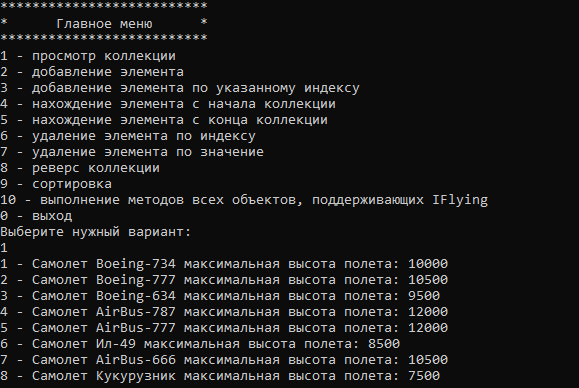 **************************
* Главное меню *
**************************
1 - просмотр коллекции
2 - добавление элемента
3 - добавление элемента по указанному индексу
4 - нахождение элемента с начала коллекции
5 - нахождение элемента с конца коллекции
6 - удаление элемента по индексу
7 - удаление элемента по значение
8 - реверс коллекции
9 - сортировка
10 - выполнение методов всех объектов, поддерживающих IFlying
0 - выход
Выберите нужный вариант:
1
1 - Самолет Boeing-734 максимальная высота полета: 10000
2 - Самолет Boeing-777 максимальная высота полета: 10500
3 - Самолет Boeing-634 максимальная высота полета: 9500
4 - Самолет AirBus-787 максимальная высота полета: 12000
5 - Самолет AirBus-777 максимальная высота полета: 12000
6 - Самолет Ил-49 максимальная высота полета: 8500
7 - Самолет AirBus-666 максимальная высота полета: 10500
8 - Самолет Кукурузник максимальная высота полета: 7500